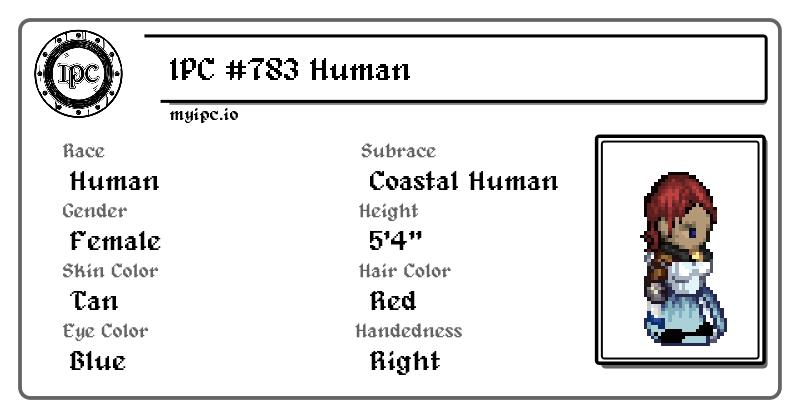 IPC
IPC #783 Human
myipc.io
Race
Human
Subrace
Coastal Human
Gender
Female
Height
5'4"
Skin Color
Tan
Hair Color
Red
Eye Color
Blue
Handedness
Right